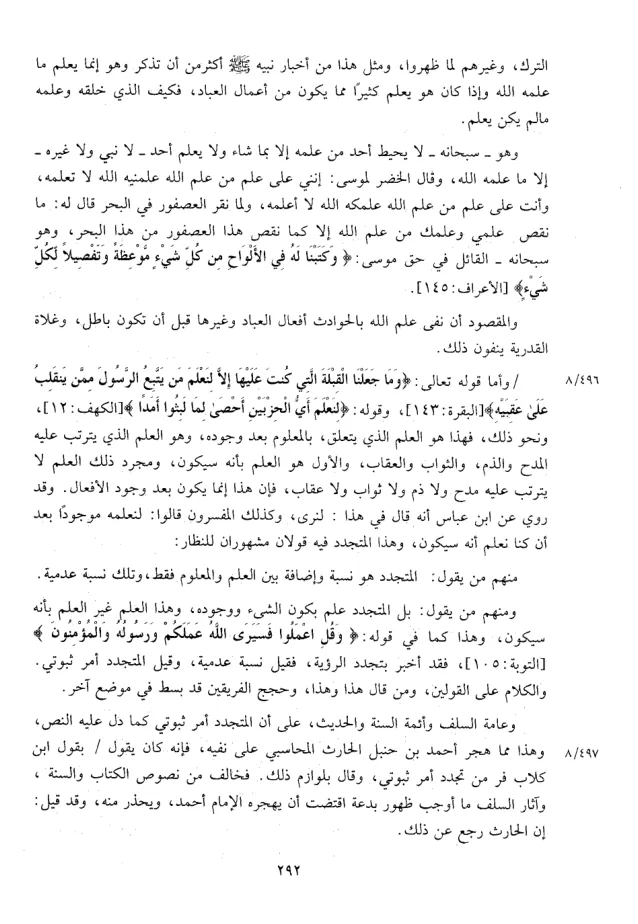 الترك، وغيرهم لما ظهروا، ومثل هذا من أخبار نبيه ﷺ أكثرمن أن تذكر وهو إنما يعلم ما
علمه الله وإذا كان هو يعلم كثيرًا مما يكون من أعمال العباد، فكيف الذي خلقه وعلمه
مالم يكن يعلم.
وهو ـ سبحانه ـ لا يحيط أحد من علمه إلا بما شاء ولا يعلم أحد ـ لا نبي ولا غيره ـ
إلا ما علمه الله، وقال الخضر لموسى: إنني على علم من علم الله علمنيه الله لا تعلمه،
وأنت على علم من علم الله علمكه الله لا أعلمه، ولما نقر العصفور في البحر قال له: ما
نقص علمي وعلمك من علم الله إلا كما نقص هذا العصفور من هذا البحر، وهو
سبحانه ـ القائل في حق موسى: ﴿ وَكَتَبْنَا لَهُ فِي الأَلْوَاحِ مِن كُلِّ شَيْءٍ مَّوْعِظَةً وَتَفْصِيلاً لِّكُلِّ
شَيْءٍ﴾ [الأعراف: ١٤٥].
والمقصود أن نفى علم الله بالحوادث أفعال العباد وغيرها قبل أن تكون باطل، وغلاة
القدرية ينفون ذلك.
٨/٤٩٦ / وأما قوله تعالى: ﴿وَمَا جَعَلْنَا الْقِبْلَةَ الَّتِي كُنتَ عَلَيْهَا إِلاَّ لِنَعْلَمَ مَن يَتَّبِعُ الرَّسُولَ مِمَّن يَنقَلِبُ
عَلَىٰ عَقِبَيْهِ﴾[البقرة: ١٤٣]، وقوله: ﴿لِنَعْلَمَ أَيُّ الْحِزْبَيْنِ أَحْصَىٰ لِمَا لَبِثُوا أَمَدًا ﴾[الكهف: ١٢]،
ونحو ذلك، فهذا هو العلم الذي يتعلق، بالمعلوم بعد وجوده، وهو العلم الذي يترتب عليه
المدح والذم، والثواب والعقاب، والأول هو العلم بأنه سيكون، ومجرد ذلك العلم لا
يترتب عليه مدح ولا ذم ولا ثواب ولا عقاب، فإن هذا إنما يكون بعد وجود الأفعال. وقد
روي عن ابن عباس أنه قال في هذا : لنرى، وكذلك المفسرون قالوا: لنعلمه موجودًا بعد
أن كنا نعلم أنه سيكون، وهذا المتجدد فيه قولان مشهوران للنظار:
منهم من يقول: المتجدد هو نسبة وإضافة بين العلم والمعلوم فقط،وتلك نسبة عدمية.
ومنهم من يقول: بل المتجدد علم بكون الشىء ووجوده، وهذا العلم غير العلم بأنه
سيكون، وهذا كما في قوله: ﴿ وَقُلِ اعْمَلُوا فَسَيَرَى اللَّهُ عَمَلَكُمْ وَرَسُولُهُ وَالْمُؤْمِنُونَ ﴾
[التوبة: ١٠٥]، فقد أخبر بتجدد الرؤية، فقيل نسبة عدمية، وقيل المتجدد أمر ثبوتي.
والكلام على القولين، ومن قال هذا وهذا، وحجج الفريقين قد بسط في موضع آخر.
وعامة السلف وأئمة السنة والحديث، على أن المتجدد أمر ثبوتي كما دل عليه النص،
٨/٤٩٧ وهذا مما هجر أحمد بن حنبل الحارث المحاسبي على نفيه، فإنه كان يقول / بقول ابن
كلاب فر من تجدد أمر ثبوتي، وقال بلوازم ذلك. فخالف من نصوص الكتاب والسنة ،
وآثار السلف ما أوجب ظهور بدعة اقتضت أن يهجره الإمام أحمد، ويحذر منه، وقد قيل:
إن الحارث رجع عن ذلك.
٢٩٢